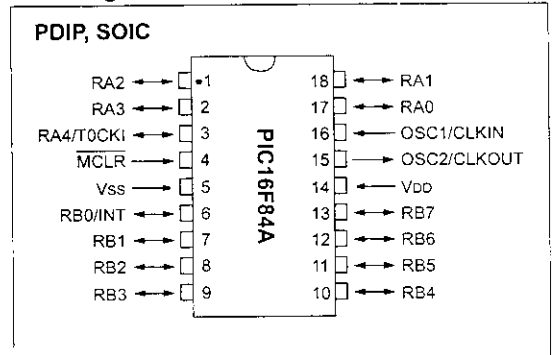 PDIP, SOIC
RA2 1 18 RA1
RA3 2 17 RA0
RA4/T0CKI 3 16 OSC1/CLKIN
MCLR 4 15 OSC2/CLKOUT
VSS 5 14 VDD
RB0/INT 6 13 RB7
RB1 7 12 RB6
RB2 8 11 RB5
RB3 9 10 RB4
PIC16F84A